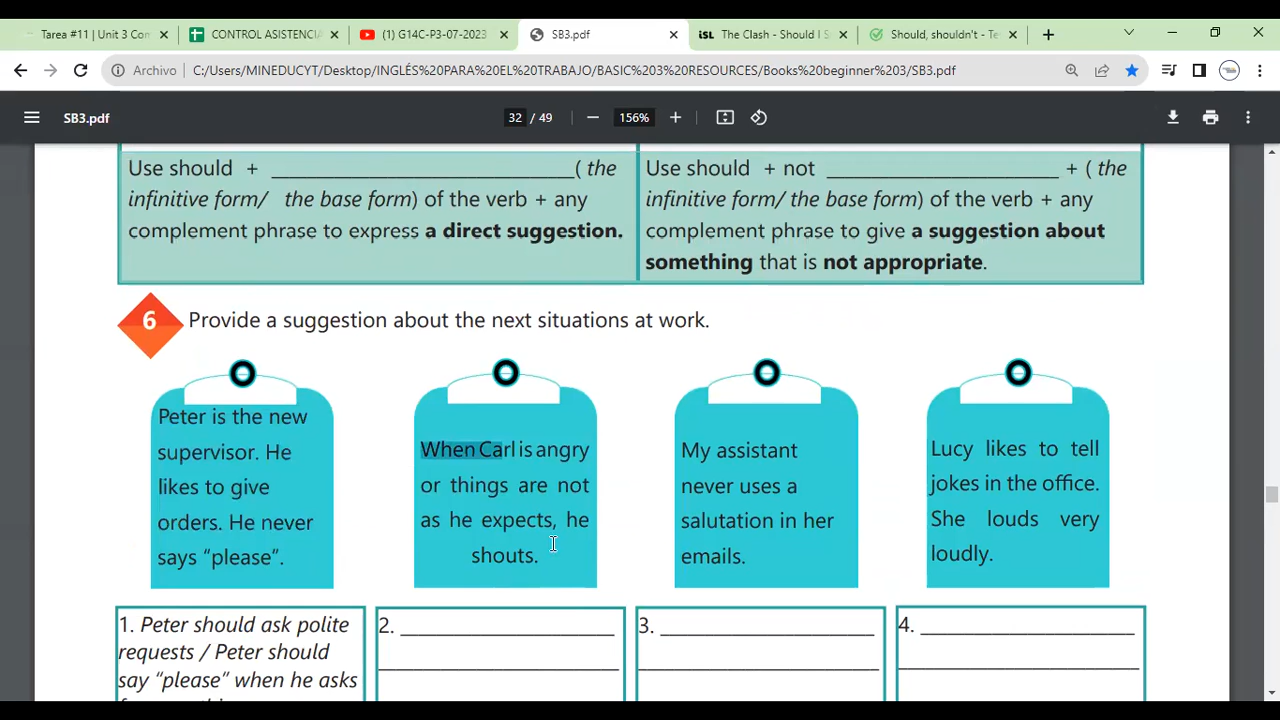 Tarea #11 | Unit 3 Con
CONTROL ASISTENCIA
(1) G14C-P3-07-2023
SB3.pdf
The Clash - Should I S
Should, shouldn't - Te
Archivo
C:/Users/MINEDUCYT/Desktop/INGLÉS%20PARA%20EL%20TRABAJO/BASIC%203%20RESOURCES/Books%20beginner%203/SB3.pdf
SB3.pdf
32 / 49
156%
Use should + ____________________________( the
infinitive form/ the base form) of the verb + any
complement phrase to express a direct suggestion.
Use should + not _____________________ + ( the
infinitive form/ the base form) of the verb + any
complement phrase to give a suggestion about
something that is not appropriate.
6 Provide a suggestion about the next situations at work.
Peter is the new
supervisor. He
likes to give
orders. He never
says “please”.
When Carl is angry
or things are not
as he expects, he
shouts.
My assistant
never uses a
salutation in her
emails.
Lucy likes to tell
jokes in the office.
She louds very
loudly.
1. Peter should ask polite
requests / Peter should
say “please” when he asks
2. ____________________
______________________
3. ____________________
______________________
4. ____________________
______________________